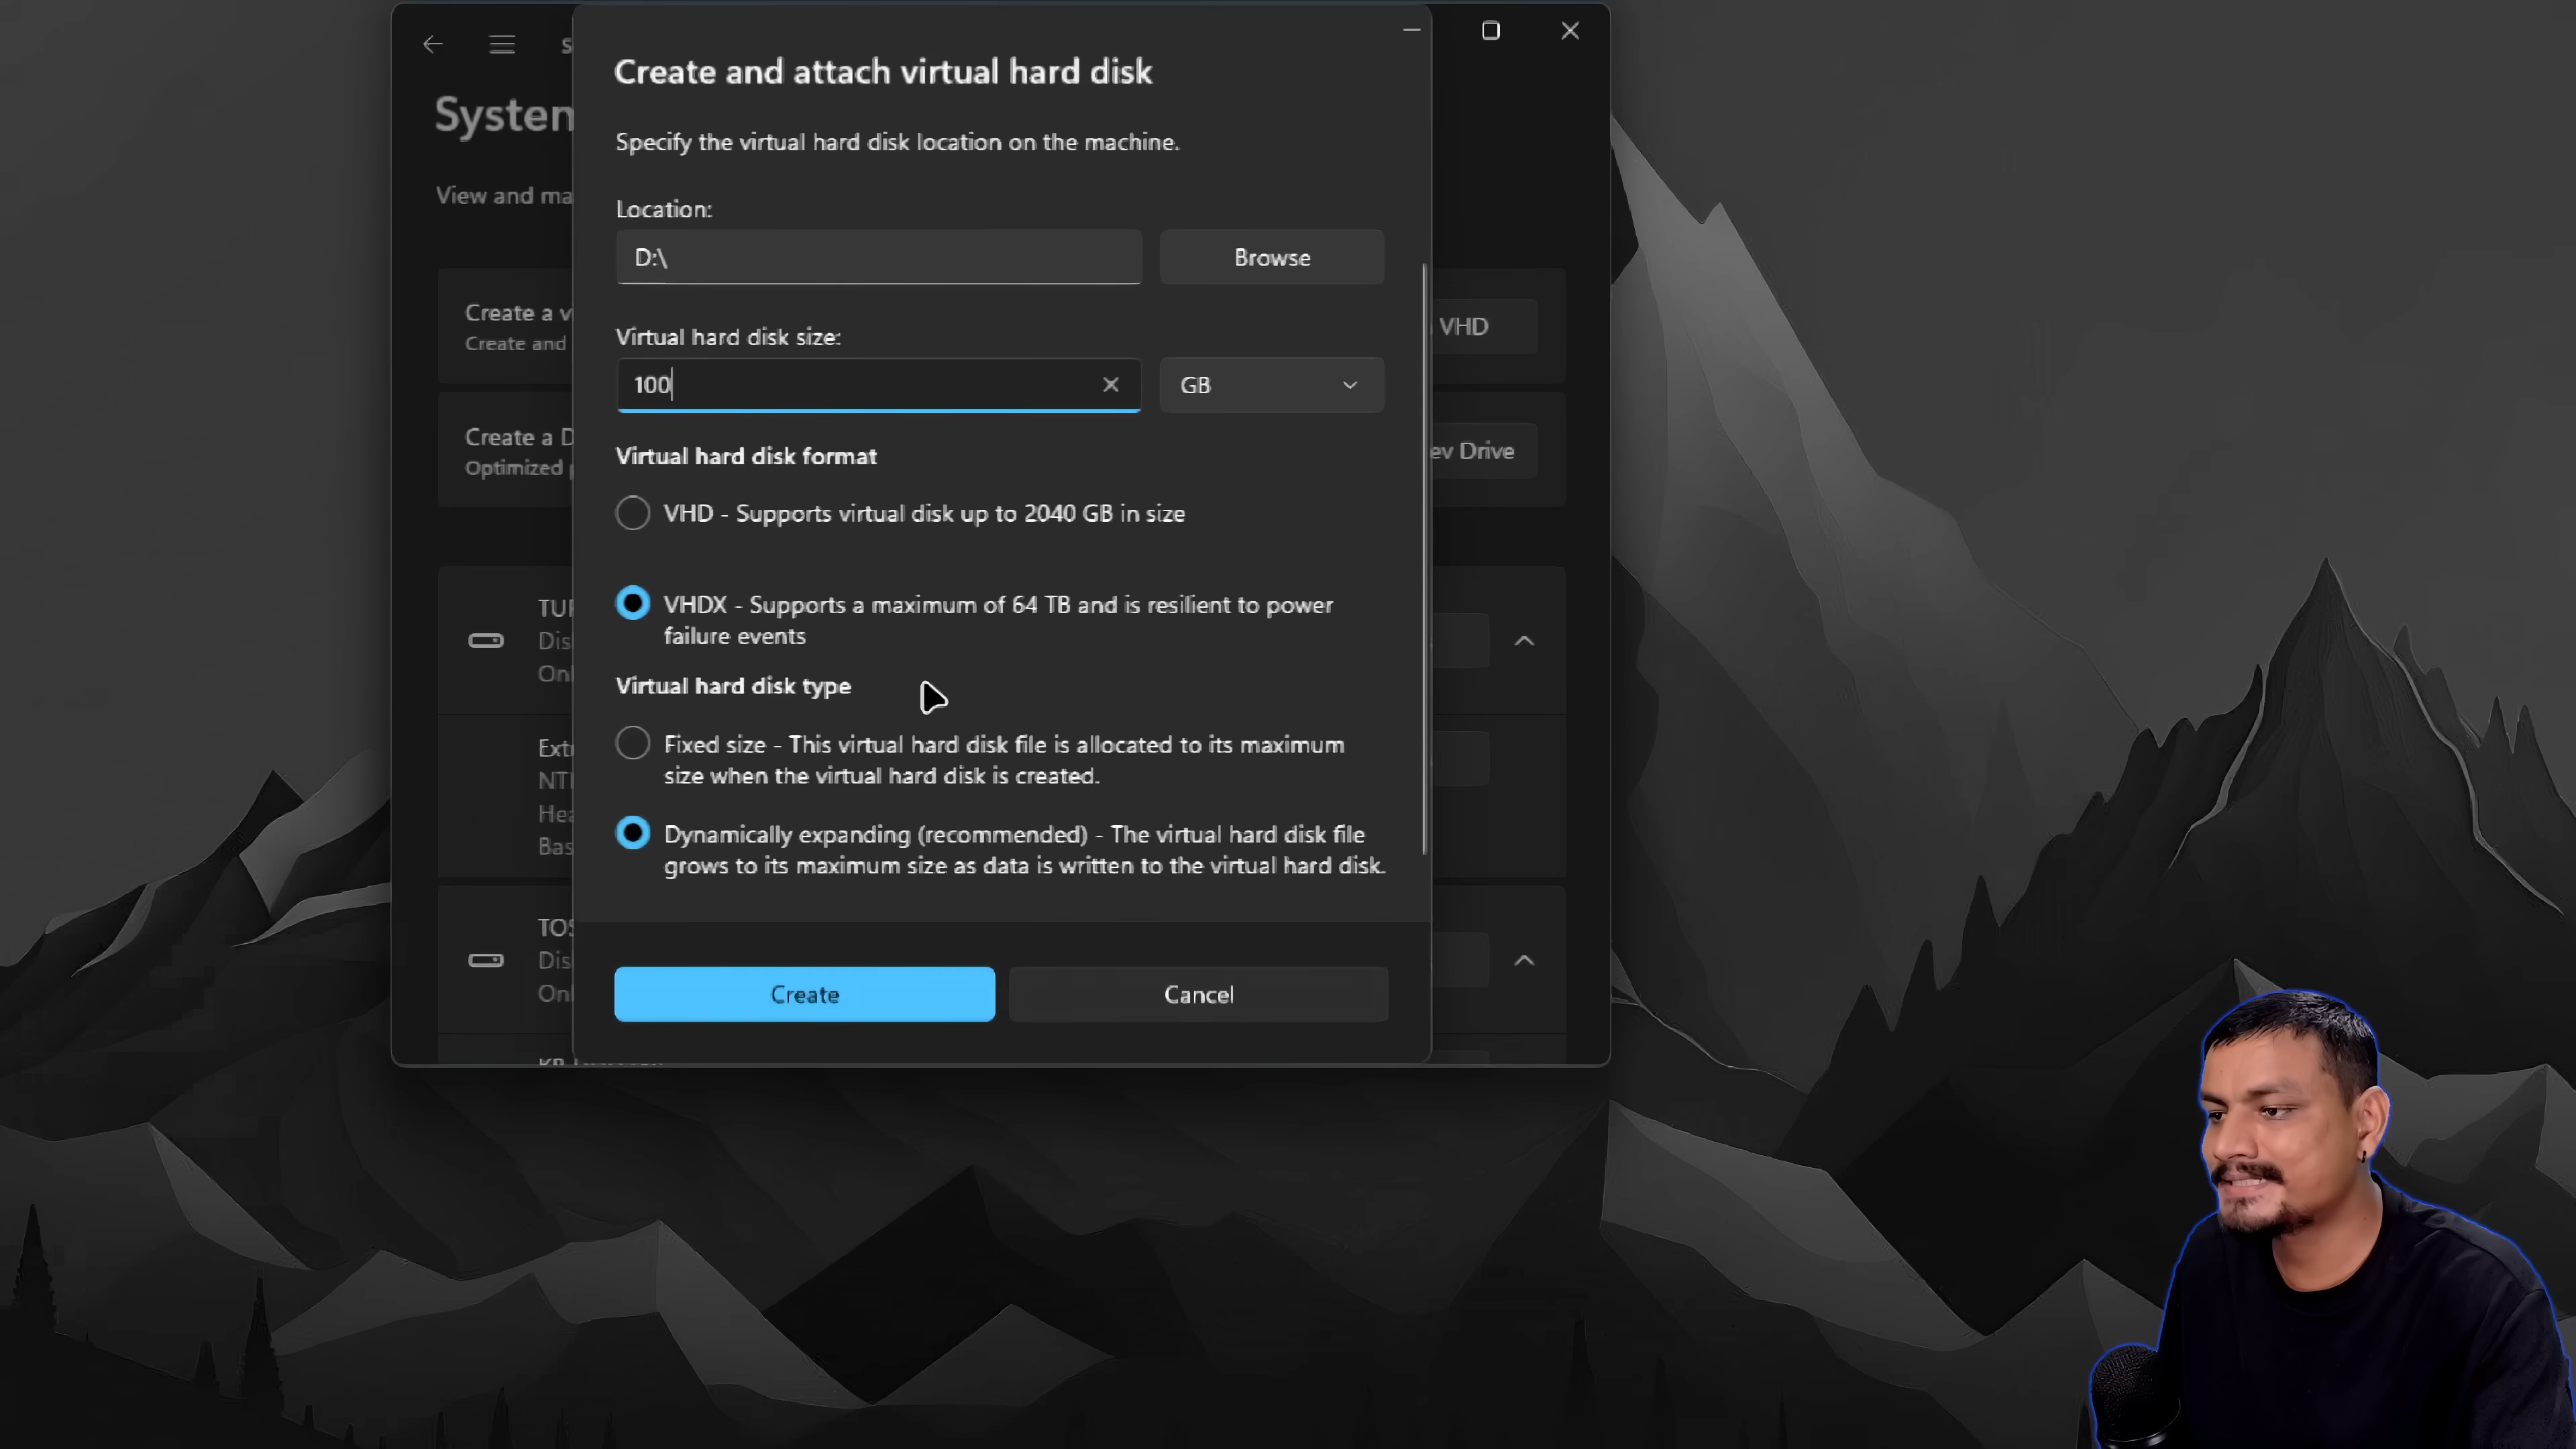 Create and attach virtual hard disk
Specify the virtual hard disk location on the machine.
Location:
D:\
Browse
Virtual hard disk size:
100
GB
Virtual hard disk format
VHD - Supports virtual disk up to 2040 GB in size
VHDX - Supports a maximum of 64 TB and is resilient to power
failure events
Virtual hard disk type
Fixed size - This virtual hard disk file is allocated to its maximum
size when the virtual hard disk is created.
Dynamically expanding (recommended) - The virtual hard disk file
grows to its maximum size as data is written to the virtual hard disk.
Create
Cancel
System
View and ma
Create a v
Create and
VHD
Create a D
Optimized
ev Drive
TUF
Dis
Onl
Ext
NT
Hea
Bas
TOS
Dis
Onl